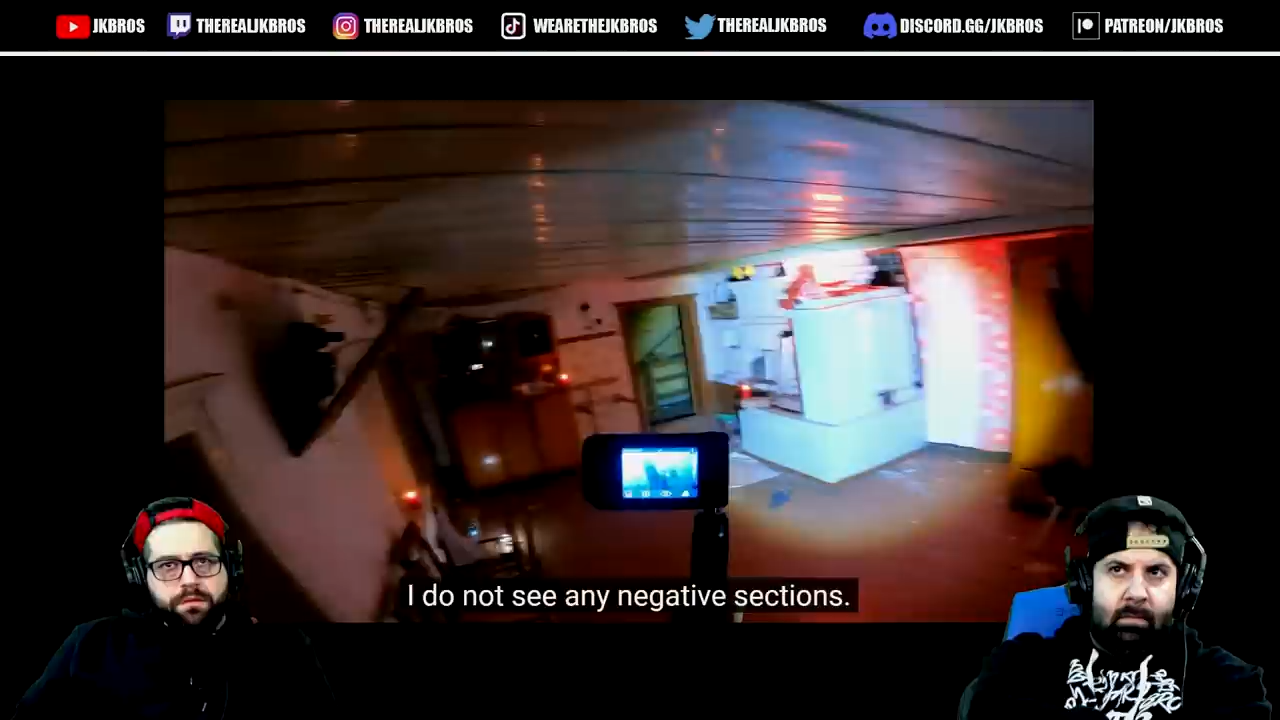 JKBROS THEREALJKBROS THEREALJKBROS WEARETHEJKBROS THEREALJKBROS DISCORD.GG/JKBROS PATREON/JKBROS
I do not see any negative sections.